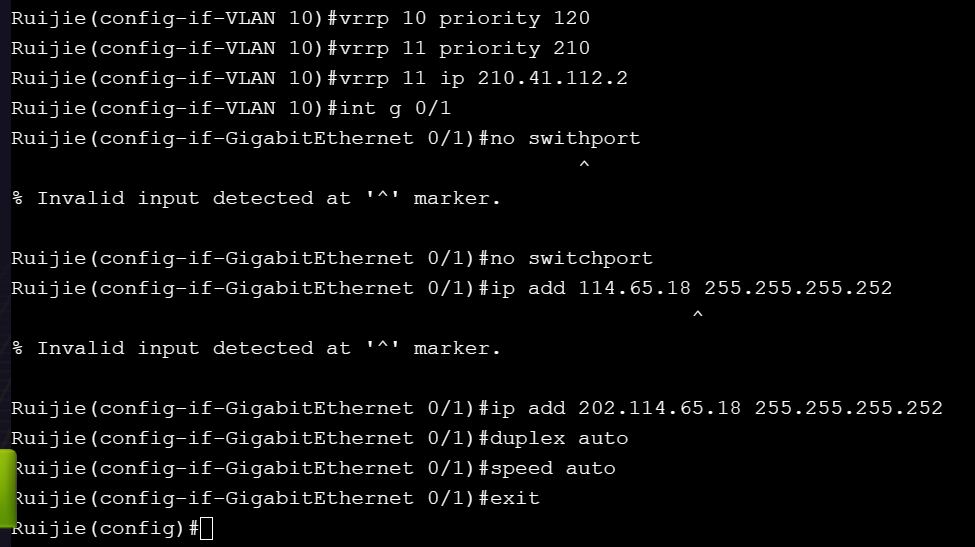 Ruijie(config-if-VLAN 10)#vrrp 10 priority 120
Ruijie(config-if-VLAN 10)#vrrp 11 priority 210
Ruijie(config-if-VLAN 10)#vrrp 11 ip 210.41.112.2
Ruijie(config-if-VLAN 10)#int g 0/1
Ruijie(config-if-GigabitEthernet 0/1)#no swithport
^
% Invalid input detected at '^' marker.
Ruijie(config-if-GigabitEthernet 0/1)#no switchport
Ruijie(config-if-GigabitEthernet 0/1)#ip add 114.65.18 255.255.255.252
^
% Invalid input detected at '^' marker.
Ruijie(config-if-GigabitEthernet 0/1)#ip add 202.114.65.18 255.255.255.252
Ruijie(config-if-GigabitEthernet 0/1)#duplex auto
Ruijie(config-if-GigabitEthernet 0/1)#speed auto
Ruijie(config-if-GigabitEthernet 0/1)#exit
Ruijie(config)#